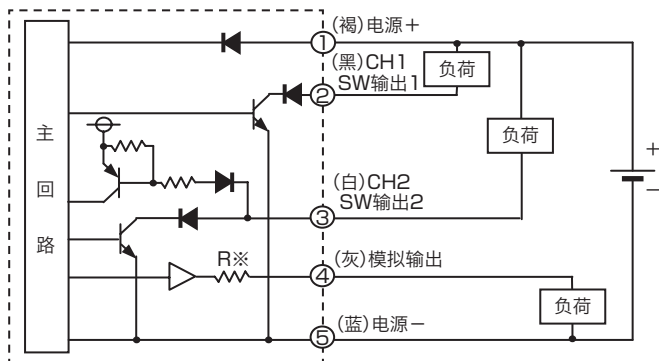 (褐)电源＋
①
(黑)CH1
SW输出1
②
负荷
主
回
路
负荷
＋
－
(白)CH2
SW输出2
③
R※
(灰)模拟输出
④
负荷
(蓝)电源－
⑤